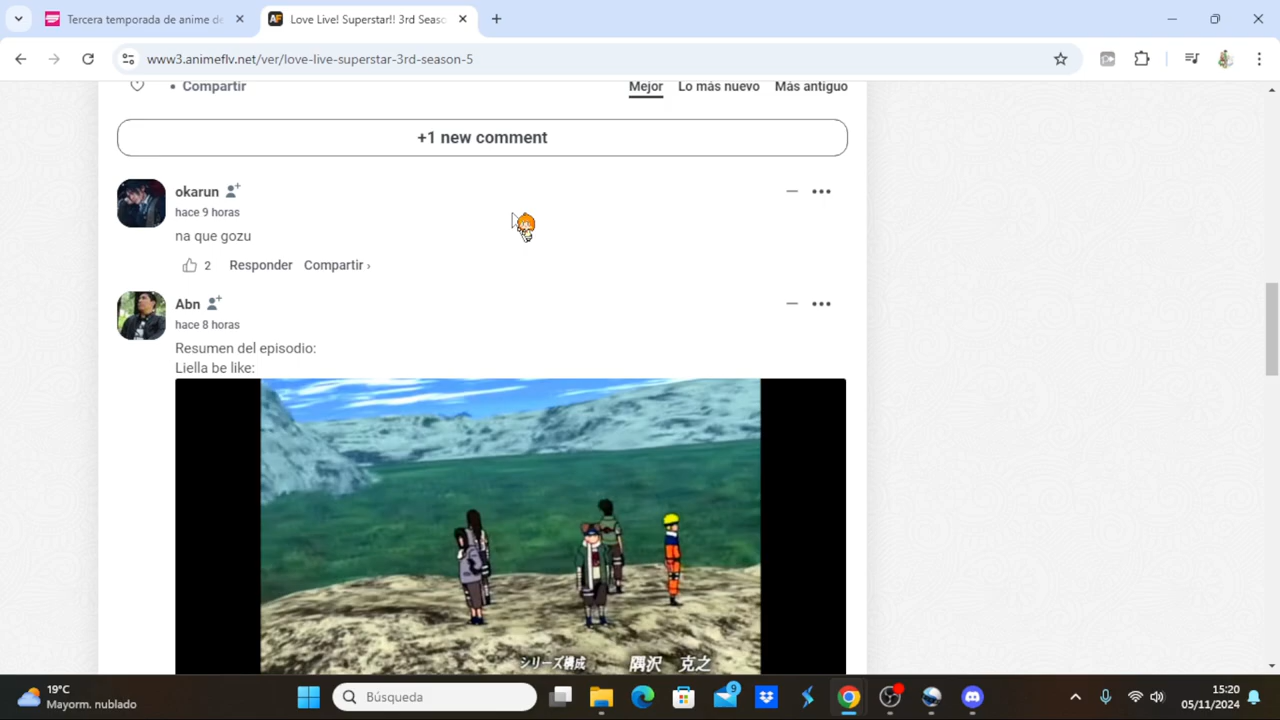 Tercera temporada de anime de
Love Live! Superstar!! 3rd Seaso
www3.animeflv.net/ver/love-live-superstar-3rd-season-5
• Compartir
Mejor Lo más nuevo Más antiguo
+1 new comment
okarun
hace 9 horas
na que gozu
2 Responder Compartir ›
Abn
hace 8 horas
Resumen del episodio:
Liella be like:
シリーズ構成 隅沢 克之
19°C
Mayorm. nublado
Búsqueda
9
15:20
05/11/2024